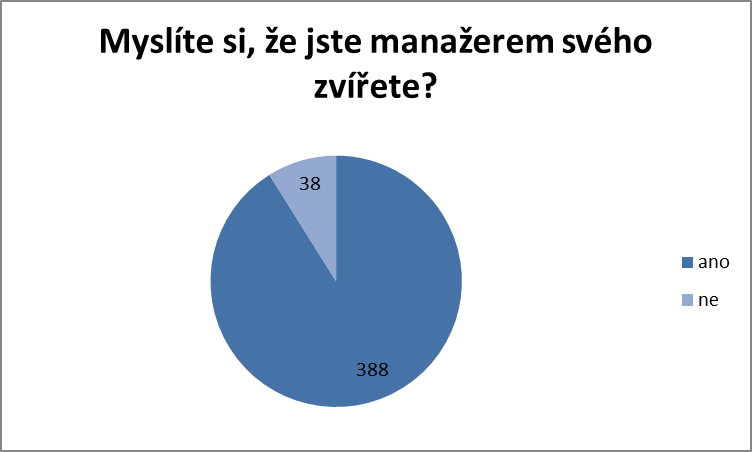 Myslíte si, že jste manažerem svého
zvířete?
38
388
ano
ne